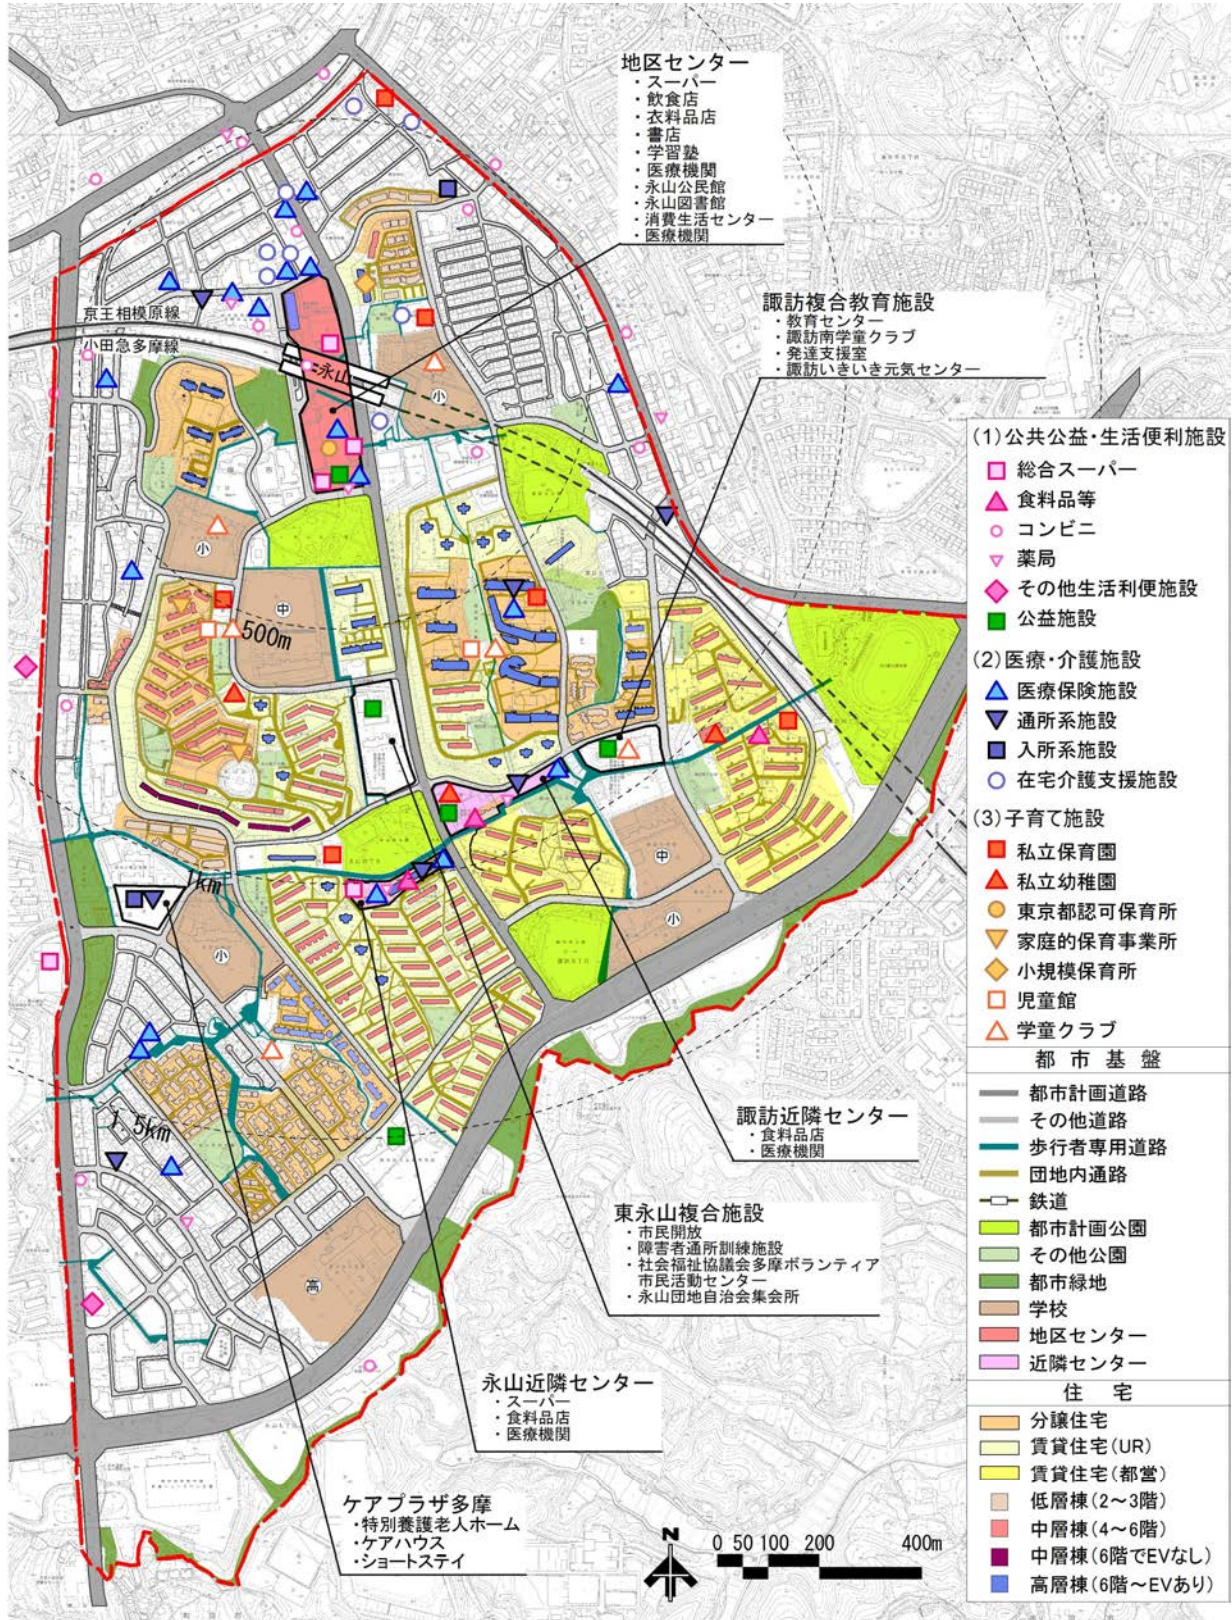 地区センター
・スーパー
・飲食店
・衣料品店
・書店
・学習塾
・医療機関
・永山公民館
・永山図書館
・消費生活センター
・医療機関
諏訪複合教育施設
・教育センター
・諏訪南学童クラブ
・発達支援室
・諏訪いきいき元気センター
京王相模原線
小田急多摩線
永山
小
小
中
500m
中
小
1km
小
1.5km
高
(1)公共公益・生活便利施設
総合スーパー
食料品等
コンビニ
薬局
その他生活利便施設
公益施設
(2)医療・介護施設
医療保険施設
通所系施設
入所系施設
在宅介護支援施設
(3)子育て施設
私立保育園
私立幼稚園
東京都認可保育所
家庭的保育事業所
小規模保育所
児童館
学童クラブ
都市基盤
都市計画道路
その他道路
歩行者専用道路
団地内通路
鉄道
都市計画公園
その他公園
都市緑地
学校
地区センター
近隣センター
住宅
分譲住宅
賃貸住宅(UR)
賃貸住宅(都営)
低層棟(2〜3階)
中層棟(4〜6階)
中層棟(6階でEVなし)
高層棟(6階〜EVあり)
諏訪近隣センター
・食料品店
・医療機関
東永山複合施設
・市民開放
・障害者通所訓練施設
・社会福祉協議会多摩ボランティア
市民活動センター
・永山団地自治会集会所
永山近隣センター
・スーパー
・食料品店
・医療機関
ケアプラザ多摩
・特別養護老人ホーム
・ケアハウス
・ショートステイ
N
0 50 100 200 400m